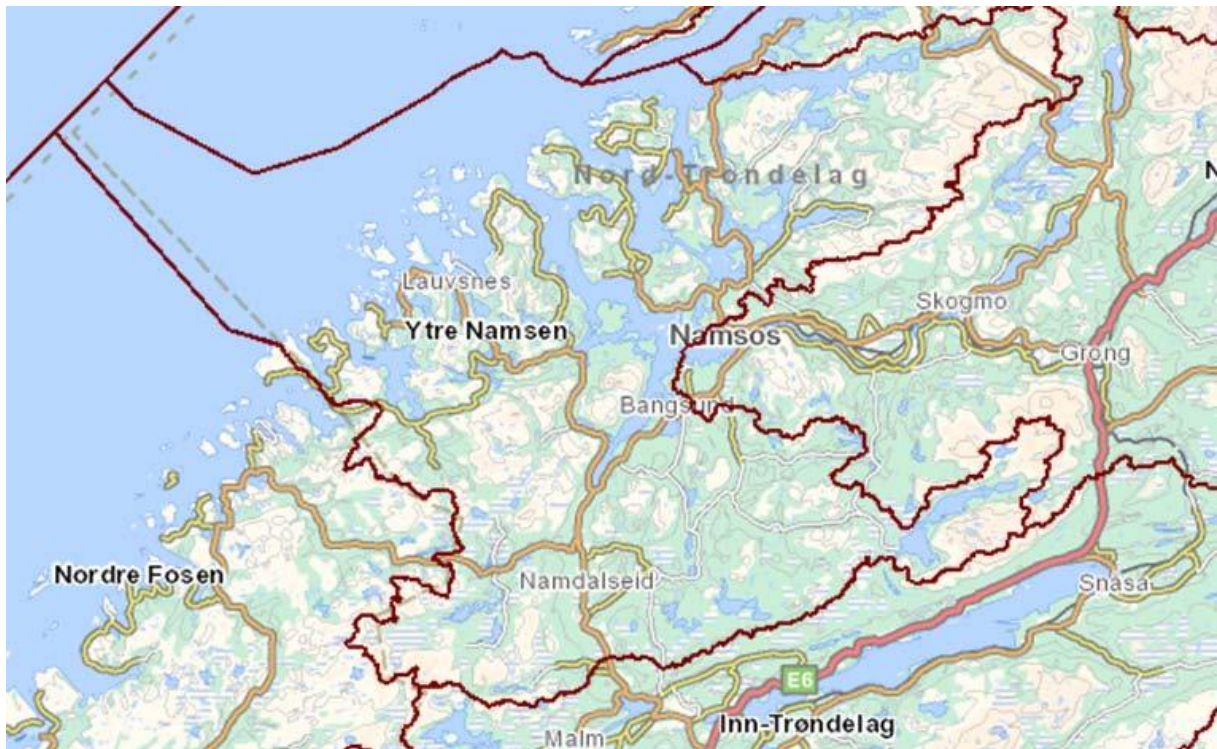 Nord-Trøndelag
N
Lauvsnes
Skogmo
Ytre Namsen
Namsos
Grong
Bangsund
Nordre Fosen
Namdalseid
Snåsa
E6
Inn-Trøndelag
Malm